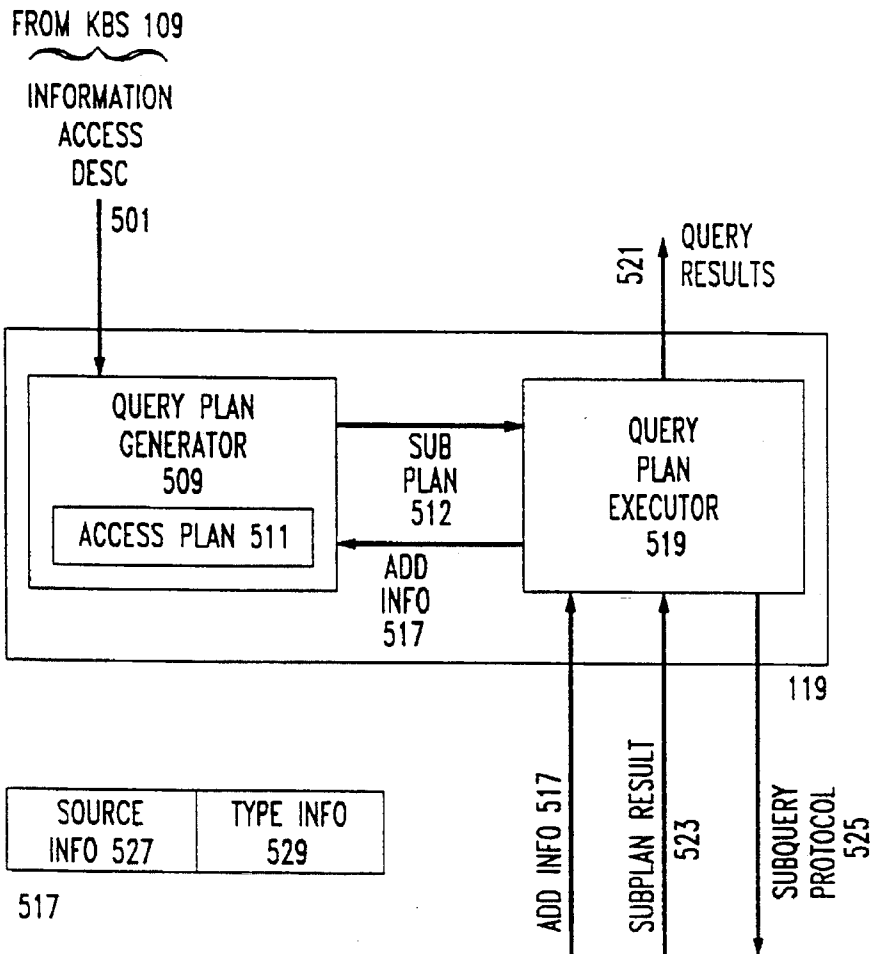 FROM KBS 109
INFORMATION
ACCESS
DESC
501
521
QUERY
RESULTS
QUERY PLAN
GENERATOR
509
ACCESS PLAN 511
SUB
PLAN
512
ADD
INFO
517
QUERY
PLAN
EXECUTOR
519
119
SOURCE
INFO 527
TYPE INFO
529
517
ADD INFO 517
SUBPLAN RESULT
523
SUBQUERY
PROTOCOL
525